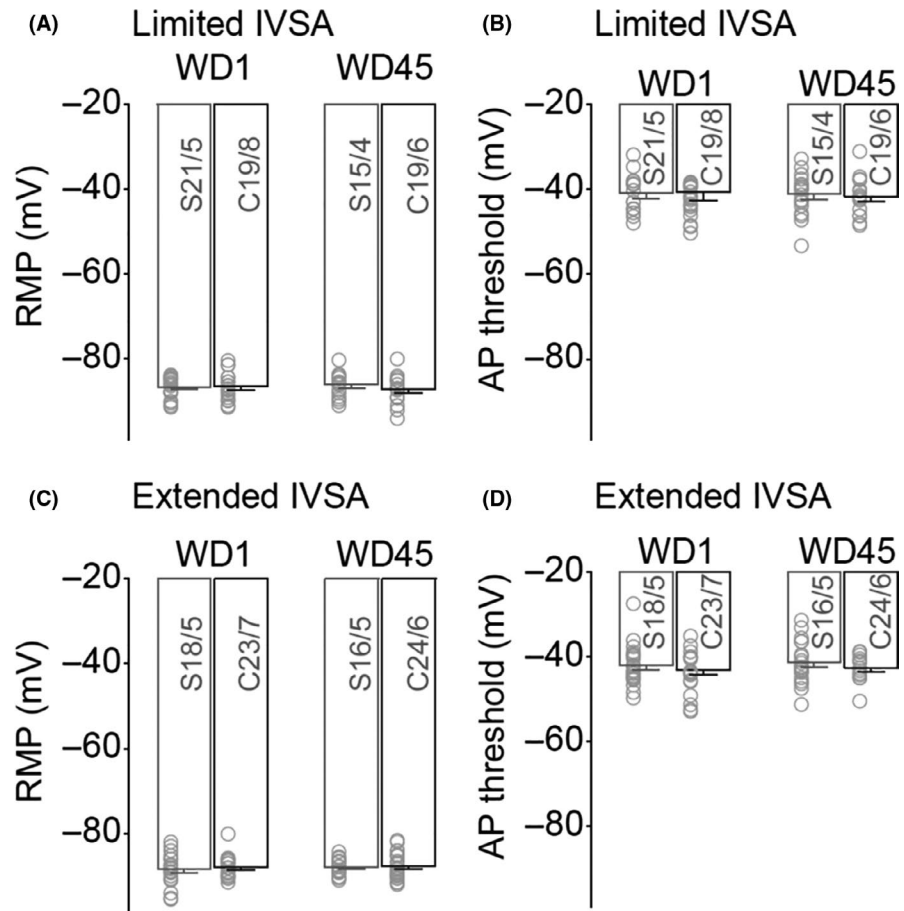 (A) Limited IVSA
WD1 WD45
RMP (mV)
–20
–40
–60
–80
S21/5
C19/8
S15/4
C19/6
(B) Limited IVSA
WD1 WD45
AP threshold (mV)
–20
–40
–60
–80
S21/5
C19/8
S15/4
C19/6
(C) Extended IVSA
WD1 WD45
RMP (mV)
–20
–40
–60
–80
S18/5
C23/7
S16/5
C24/6
(D) Extended IVSA
WD1 WD45
AP threshold (mV)
–20
–40
–60
–80
S18/5
C23/7
S16/5
C24/6